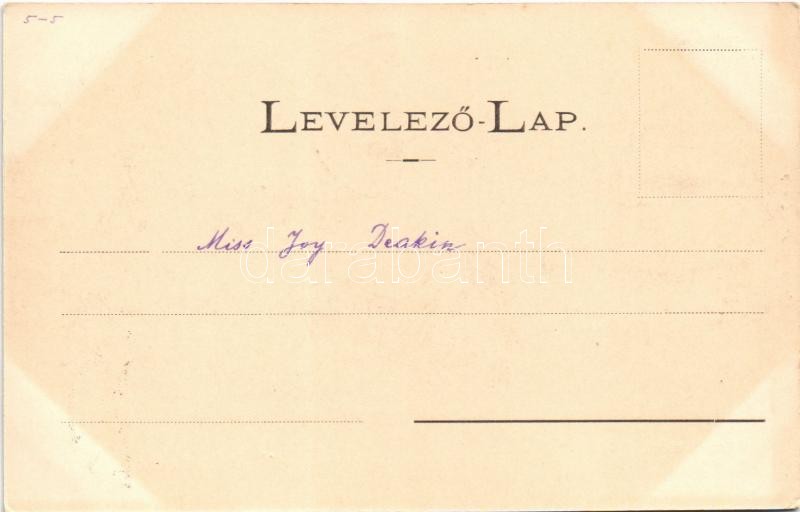 5-5
LEVELEZŐ-LAP.
Miss Joy Deakin
darabanth